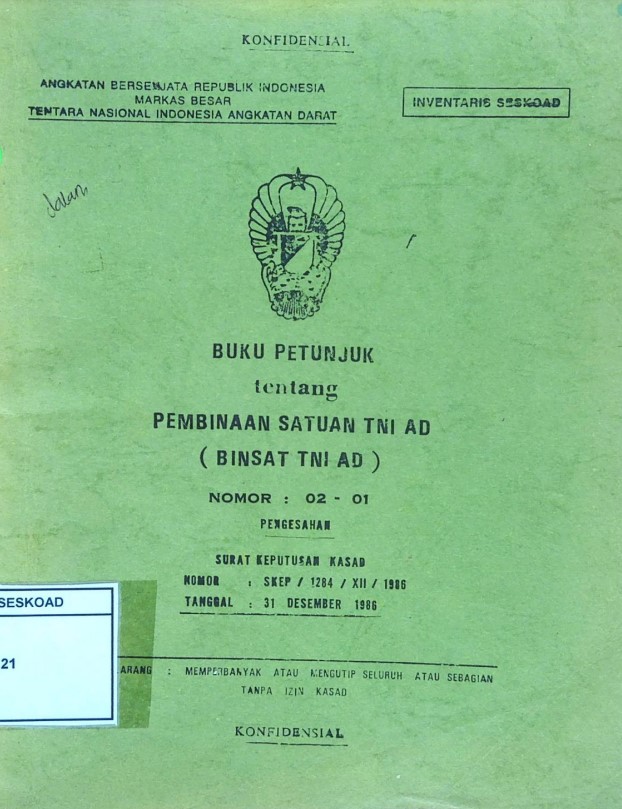 KONFIDENSIAL
ANGKATAN BERSENJATA REPUBLIK INDONESIA
MARKAS BESAR
TENTARA NASIONAL INDONESIA ANGKATAN DARAT
INVENTARIS SESKOAD
BUKU PETUNJUK
tentang
PEMBINAAN SATUAN TNI AD
( BINSAT TNI AD )
NOMOR : 02 - 01
PENGESAHAN
SURAT KEPUTUSAN KASAD
NOMOR : SKEP / 1284 / XII / 1986
TANGGAL : 31 DESEMBER 1986
SESKOAD
21
ARANG : MEMPERBANYAK ATAU MENGUTIP SELURUH ATAU SEBAGIAN
TANPA IZIN KASAD
KONFIDENSIAL